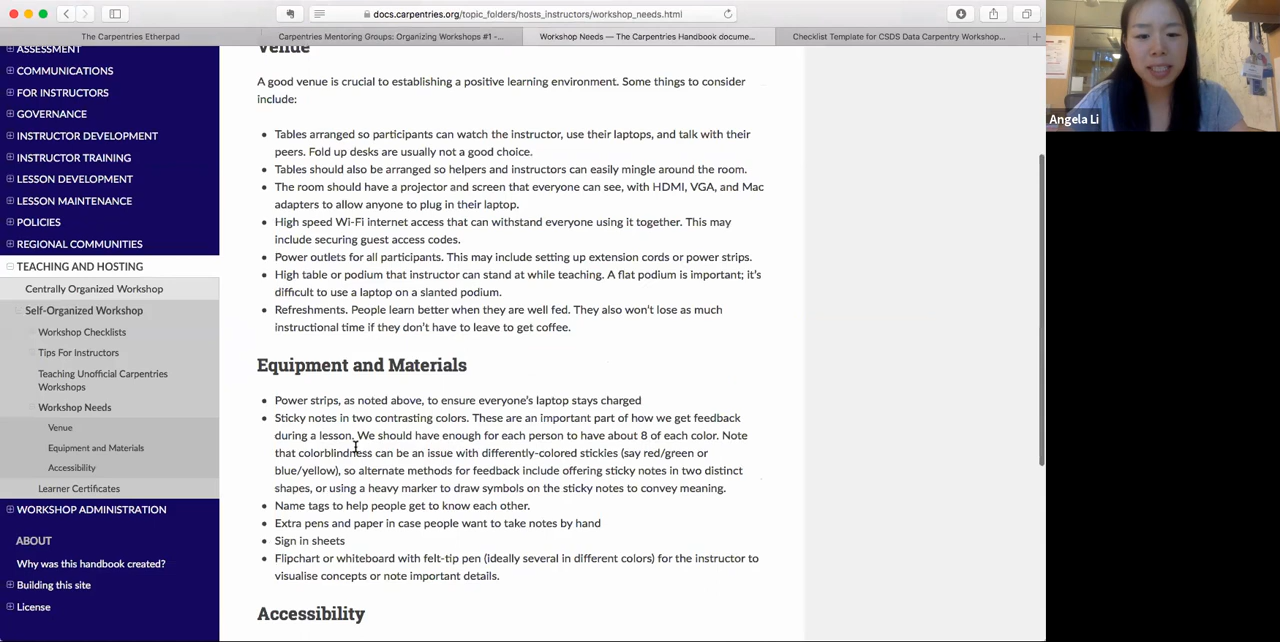 docs.carpentries.org/topic_folders/hosts_instructors/workshop_needs.html
The Carpentries Etherpad
Carpentries Mentoring Groups: Organizing Workshops #1 -...
Workshop Needs — The Carpentries Handbook docume...
Checklist Template for CSDS Data Carpentry Workshop...
ASSESSMENT
COMMUNICATIONS
FOR INSTRUCTORS
GOVERNANCE
INSTRUCTOR DEVELOPMENT
INSTRUCTOR TRAINING
LESSON DEVELOPMENT
LESSON MAINTENANCE
POLICIES
REGIONAL COMMUNITIES
TEACHING AND HOSTING
Centrally Organized Workshop
Self-Organized Workshop
Workshop Checklists
Tips For Instructors
Teaching Unofficial Carpentries
Workshops
Workshop Needs
Venue
Equipment and Materials
Accessibility
Learner Certificates
WORKSHOP ADMINISTRATION
ABOUT
Why was this handbook created?
Building this site
License
Venue
A good venue is crucial to establishing a positive learning environment. Some things to consider
include:
Tables arranged so participants can watch the instructor, use their laptops, and talk with their
peers. Fold up desks are usually not a good choice.
Tables should also be arranged so helpers and instructors can easily mingle around the room.
The room should have a projector and screen that everyone can see, with HDMI, VGA, and Mac
adapters to allow anyone to plug in their laptop.
High speed Wi-Fi internet access that can withstand everyone using it together. This may
include securing guest access codes.
Power outlets for all participants. This may include setting up extension cords or power strips.
High table or podium that instructor can stand at while teaching. A flat podium is important; it's
difficult to use a laptop on a slanted podium.
Refreshments. People learn better when they are well fed. They also won't lose as much
instructional time if they don't have to leave to get coffee.
Equipment and Materials
Power strips, as noted above, to ensure everyone's laptop stays charged
Sticky notes in two contrasting colors. These are an important part of how we get feedback
during a lesson. We should have enough for each person to have about 8 of each color. Note
that colorblindness can be an issue with differently-colored stickies (say red/green or
blue/yellow), so alternate methods for feedback include offering sticky notes in two distinct
shapes, or using a heavy marker to draw symbols on the sticky notes to convey meaning.
Name tags to help people get to know each other.
Extra pens and paper in case people want to take notes by hand
Sign in sheets
Flipchart or whiteboard with felt-tip pen (ideally several in different colors) for the instructor to
visualise concepts or note important details.
Accessibility
Angela Li